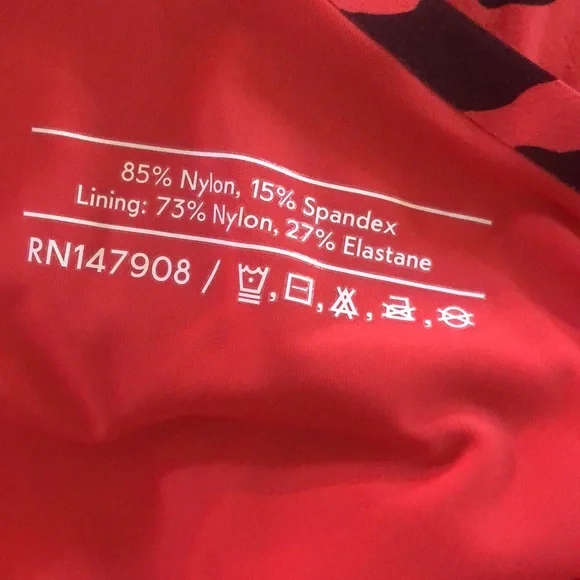 85% Nylon, 15% Spandex
Lining: 73% Nylon, 27% Elastane
RN147908 /